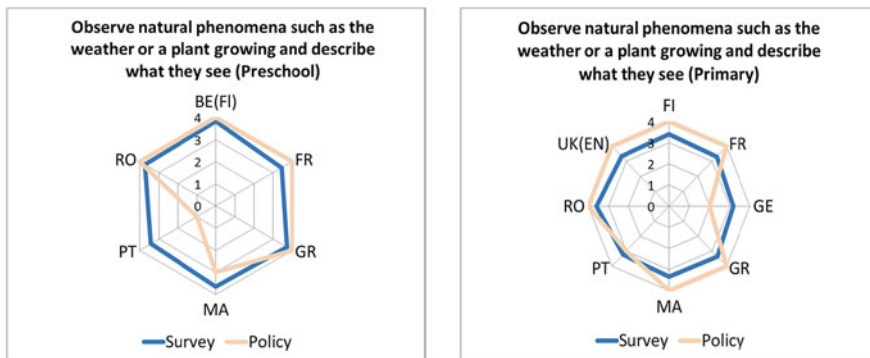 Observe natural phenomena such as the
weather or a plant growing and describe
what they see (Preschool)
BE(Fl)
4
3
2
1
0
RO
FR
PT
GR
MA
Survey
Policy
Observe natural phenomena such as the
weather or a plant growing and describe
what they see (Primary)
FI
4
3
2
1
0
UK(EN)
FR
RO
GE
PT
GR
MA
Survey
Policy